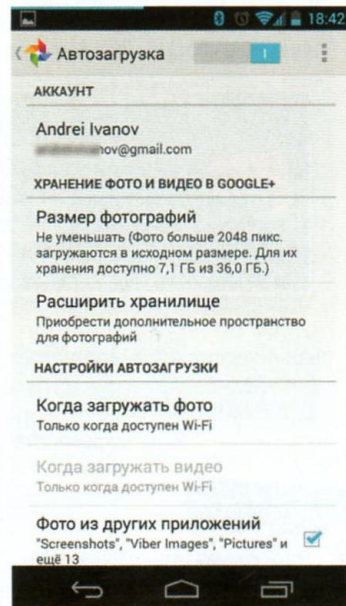 18:42
Автозагрузка
АККАУНТ
Andrei Ivanov
nov@gmail.com
ХРАНЕНИЕ ФОТО И ВИДЕО В GOOGLE+
Размер фотографий
Не уменьшать (Фото больше 2048 пикс.
загружаются в исходном размере. Для их
хранения доступно 7,1 ГБ из 36,0 ГБ.)
Расширить хранилище
Приобрести дополнительное пространство
для фотографий
НАСТРОЙКИ АВТОЗАГРУЗКИ
Когда загружать фото
Только когда доступен Wi-Fi
Когда загружать видео
Только когда доступен Wi-Fi
Фото из других приложений
"Screenshots", "Viber Images", "Pictures" и
ещё 13